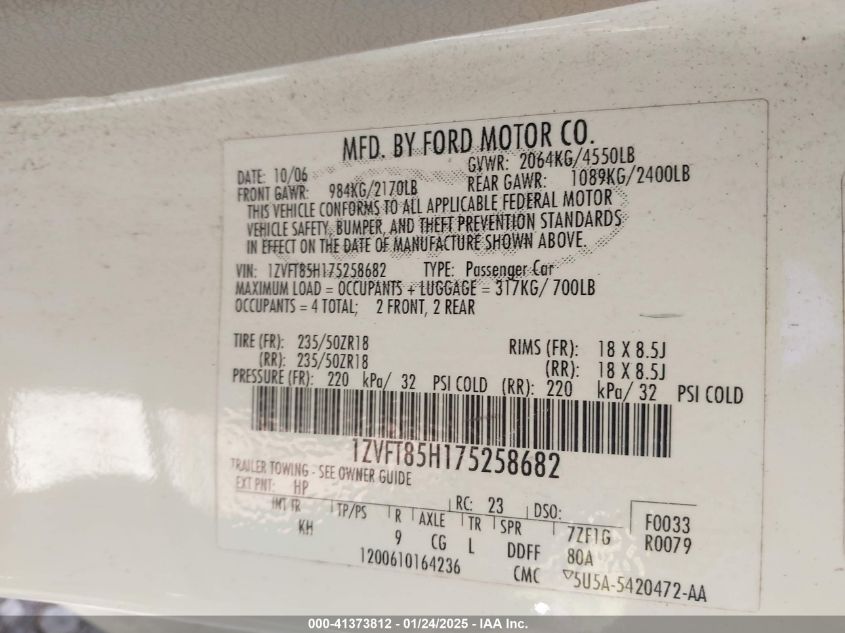 MFD. BY FORD MOTOR CO.
DATE: 10/06 GVWR: 2064KG/4550LB
FRONT GAWR: 984KG/2170LB REAR GAWR: 1089KG/2400LB
THIS VEHICLE CONFORMS TO ALL APPLICABLE FEDERAL MOTOR
VEHICLE SAFETY, BUMPER, AND THEFT PREVENTION STANDARDS
IN EFFECT ON THE DATE OF MANUFACTURE SHOWN ABOVE.
VIN: 1ZVFT85H175258682 TYPE: Passenger Car
MAXIMUM LOAD = OCCUPANTS + LUGGAGE = 317KG/ 700LB
OCCUPANTS = 4 TOTAL; 2 FRONT, 2 REAR
TIRE (FR): 235/50ZR18 RIMS (FR): 18 X 8.5J
(RR): 235/50ZR18 (RR): 18 X 8.5J
PRESSURE (FR): 220 kPa/ 32 PSI COLD (RR): 220 kPa/ 32 PSI COLD
1ZVFT85H175258682
TRAILER TOWING - SEE OWNER GUIDE
EXT PNT: HP RC: 23 DSO: F0033
INT TR TP/PS R AXLE TR SPR 7ZF1G R0079
KH 9 CG L DDFF 80A
1200610164236 CMC ▽5U5A-5420472-AA
000-41373812 - 01/24/2025 - IAA Inc.